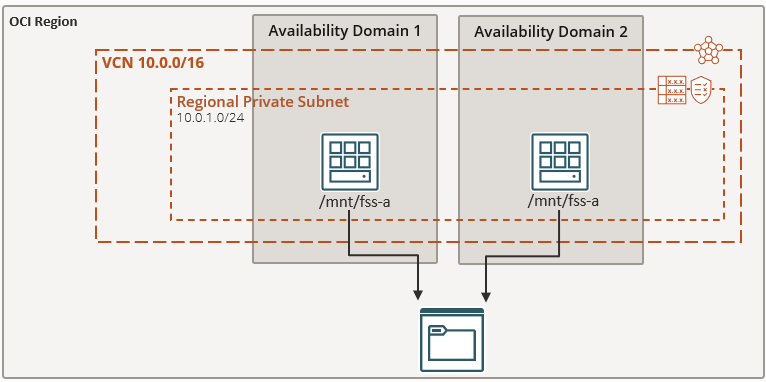 OCI Region
Availability Domain 1
Availability Domain 2
VCN 10.0.0/16
Regional Private Subnet
10.0.1.0/24
x.x.x.
x.x.x.
x.x.x.
/mnt/fss-a
/mnt/fss-a